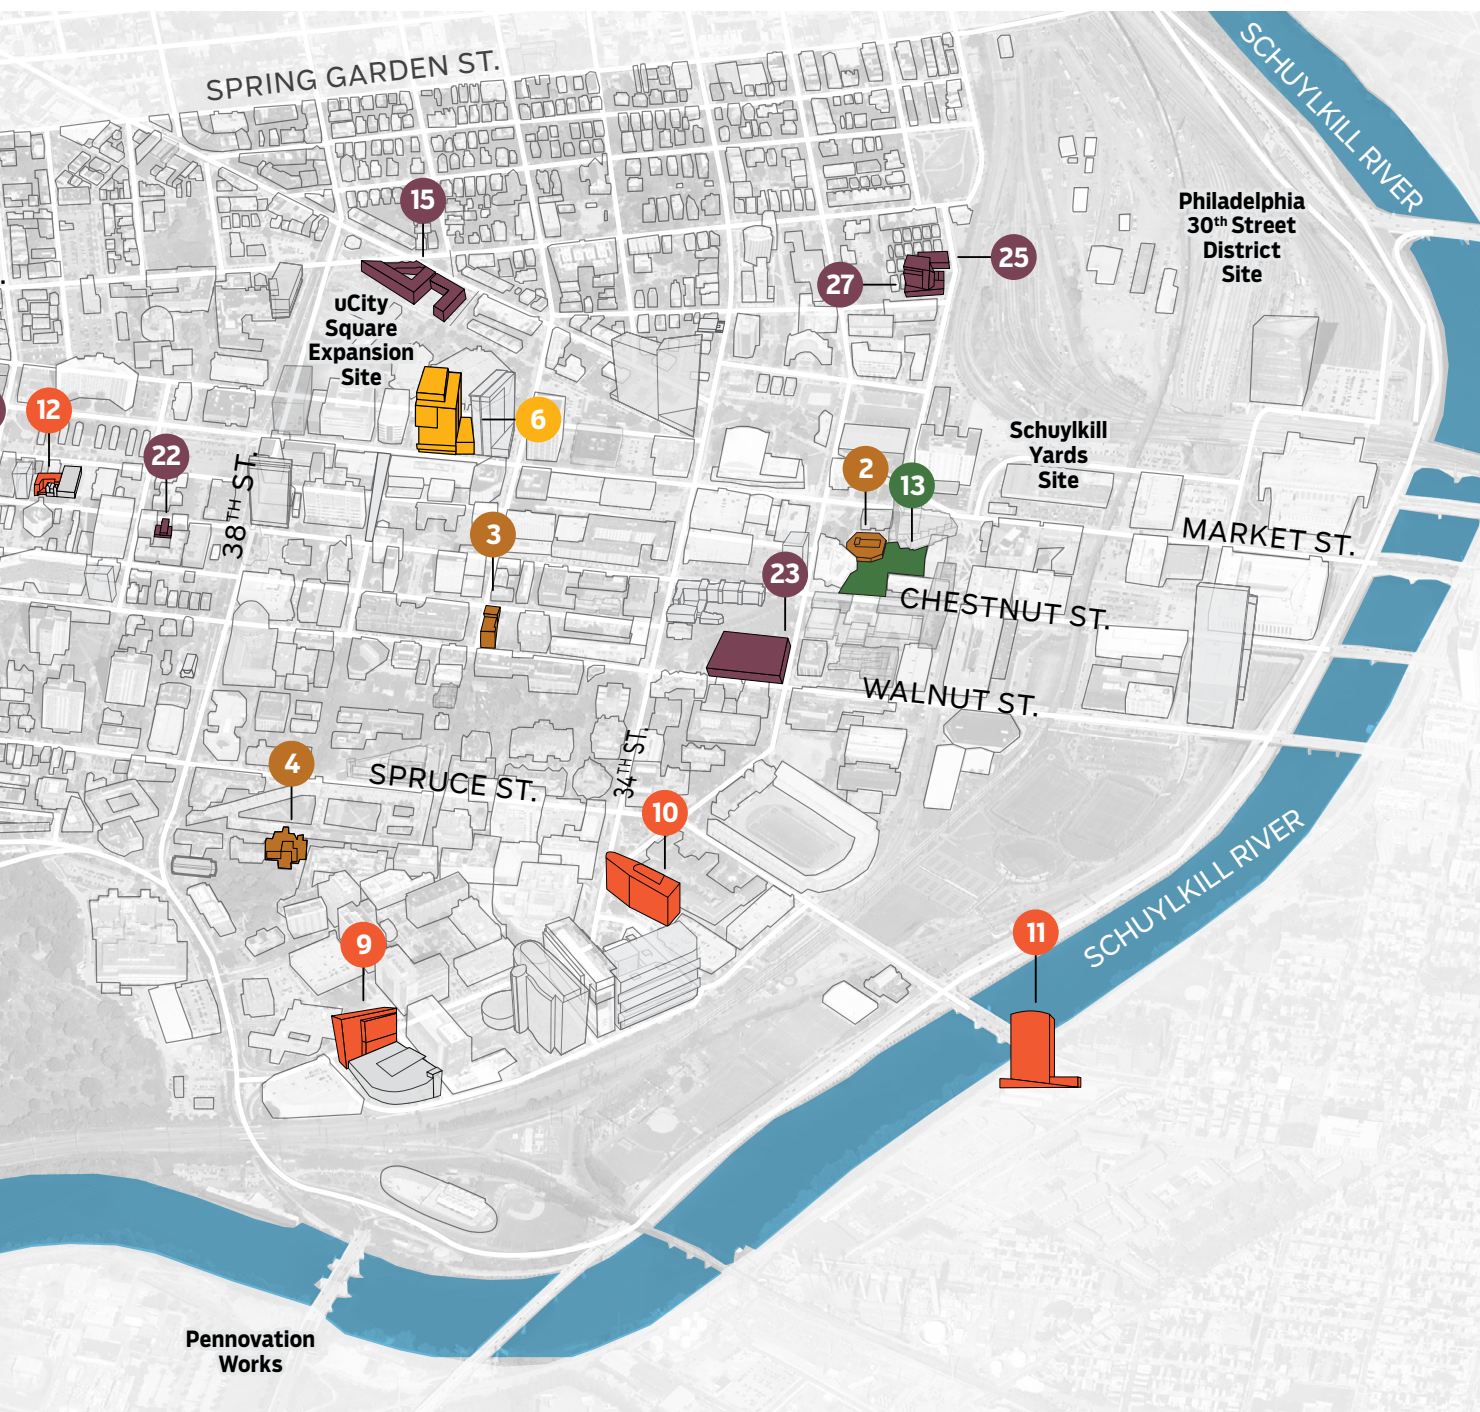 SPRING GARDEN ST.
SCHUYLKILL RIVER
15
Philadelphia
30th Street
District
Site
25
27
uCity
Square
Expansion
Site
12
6
22
Schuylkill
Yards
Site
2
13
38TH ST.
3
MARKET ST.
23
CHESTNUT ST.
WALNUT ST.
34TH ST.
4
SPRUCE ST.
10
SCHUYLKILL RIVER
9
11
Pennovation
Works